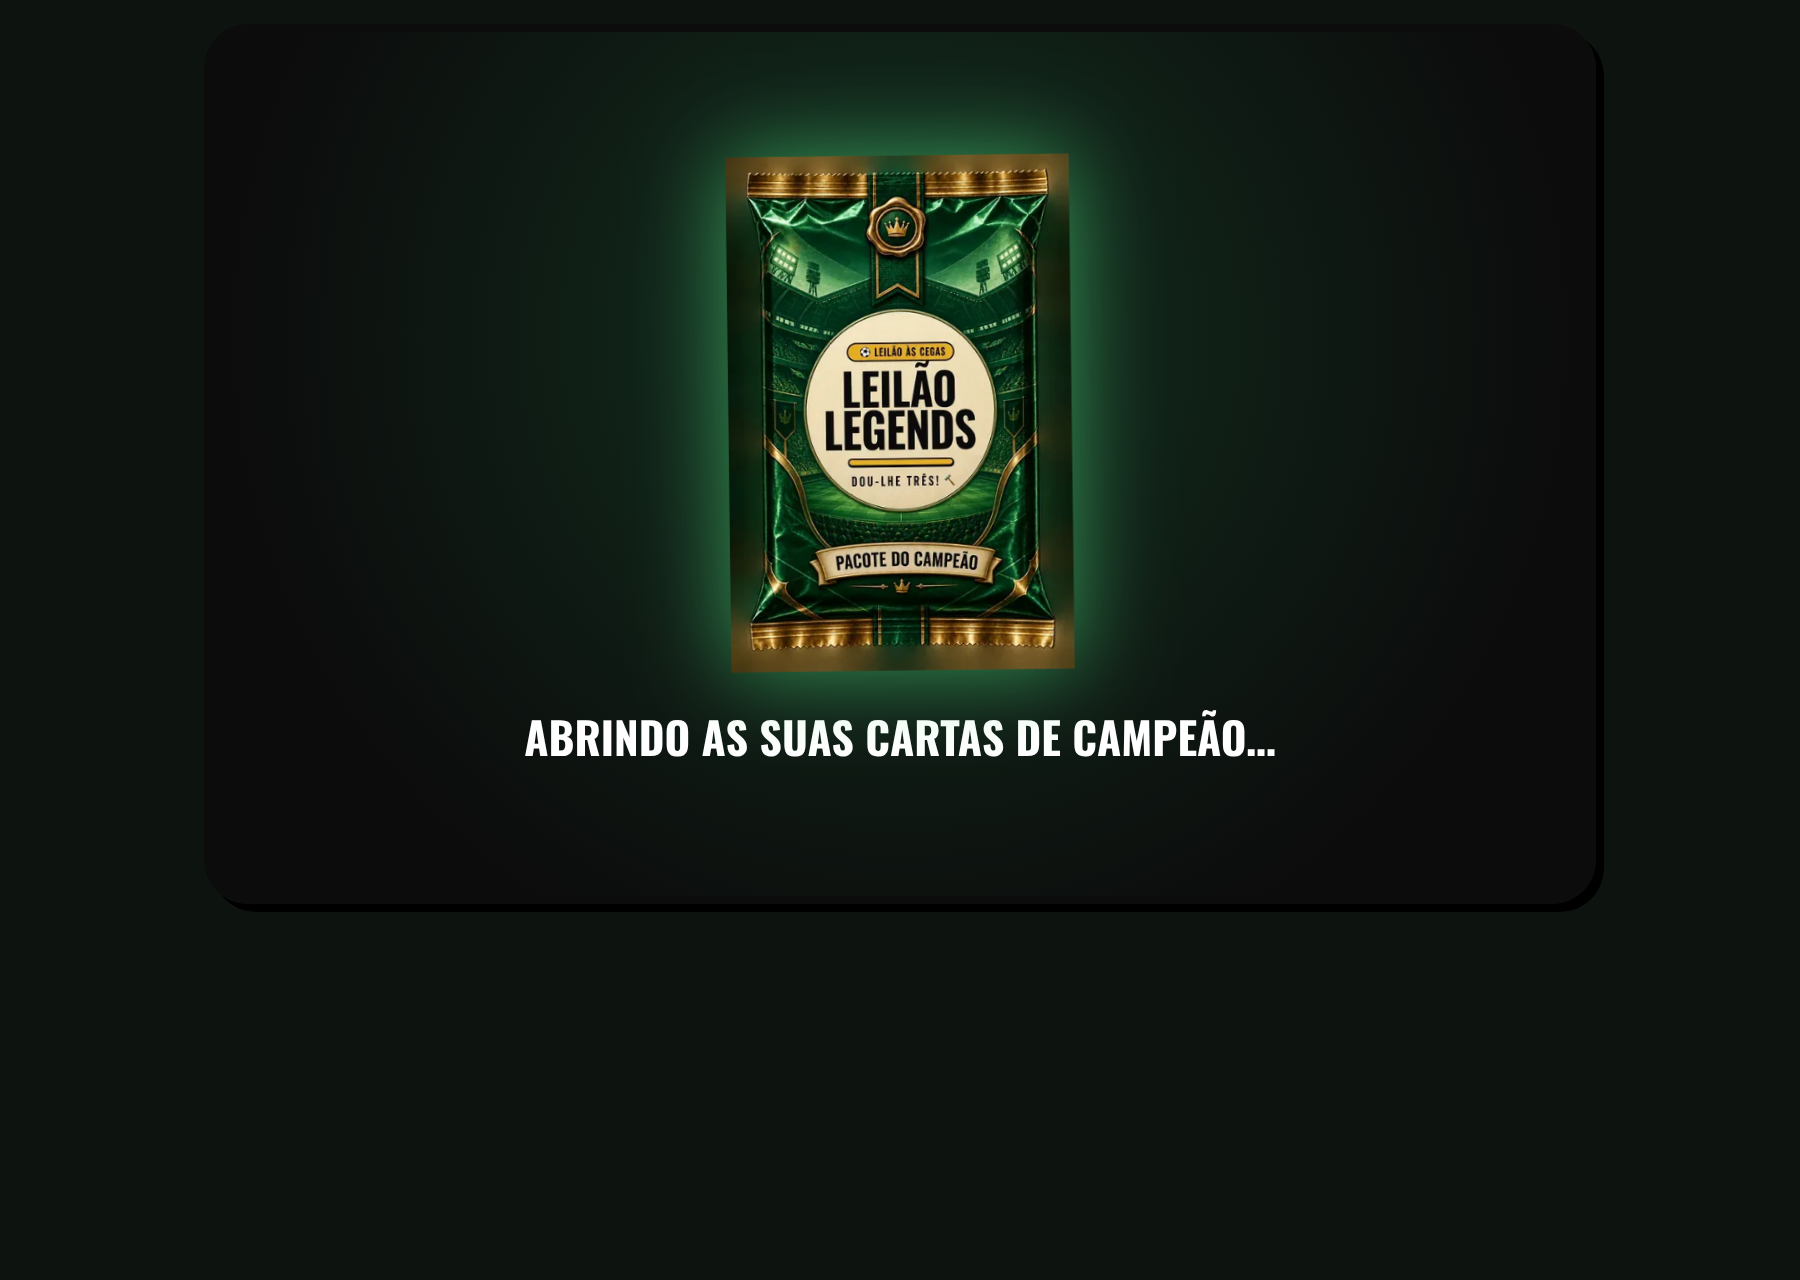 LEILÃO ÀS CEGAS
LEILÃO
LEGENDS
DOU-LHE TRÊS!
PACOTE DO CAMPEÃO
ABRINDO AS SUAS CARTAS DE CAMPEÃO...